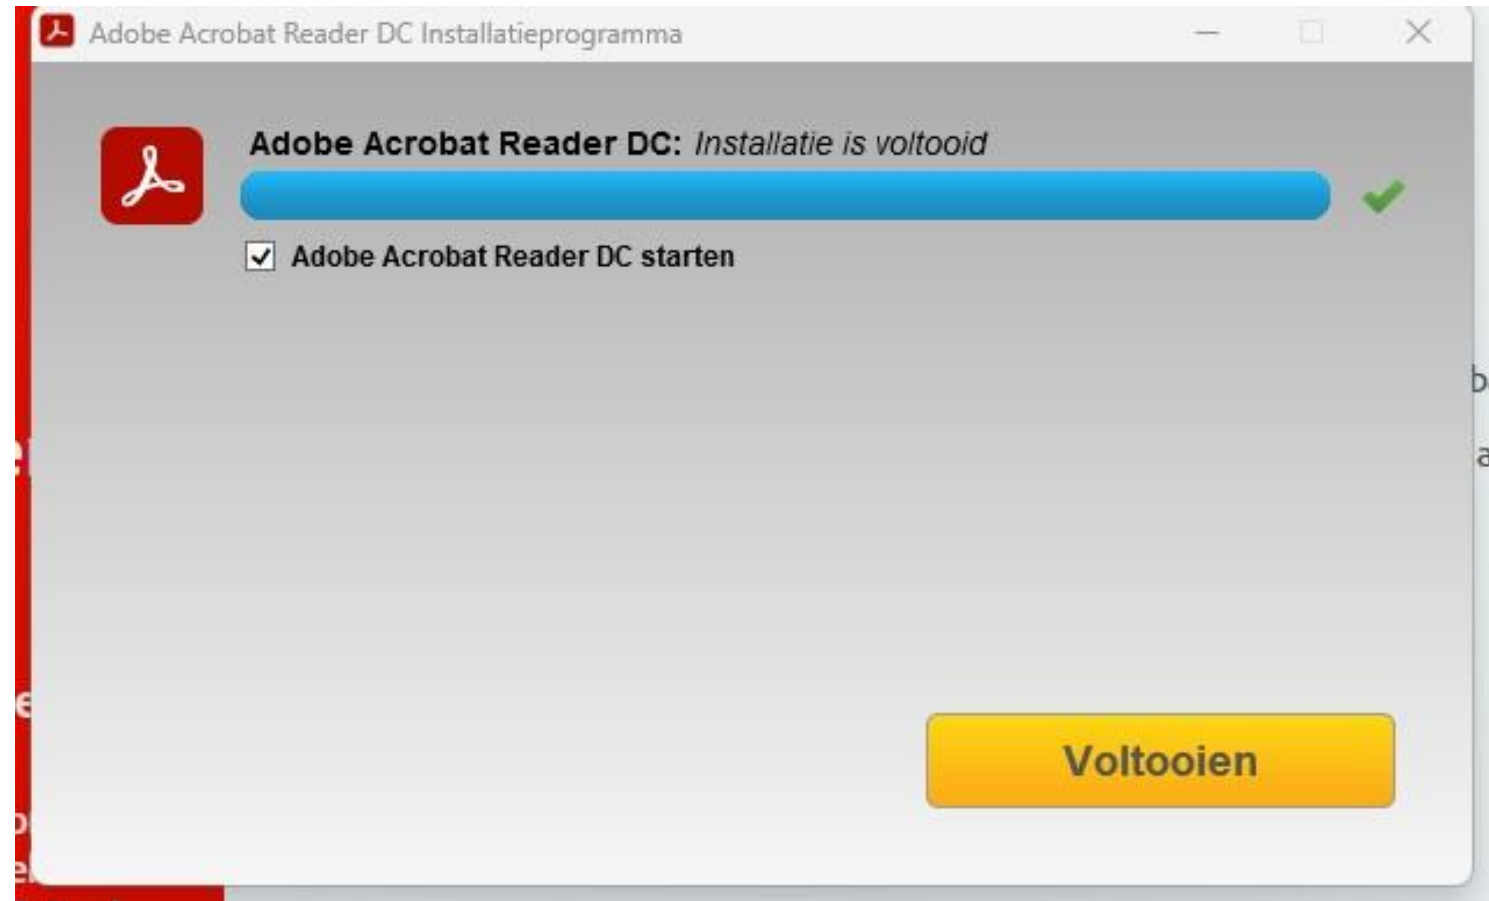 Adobe Acrobat Reader DC Installatieprogramma
Adobe Acrobat Reader DC: Installatie is voltooid
Adobe Acrobat Reader DC starten
Voltooien